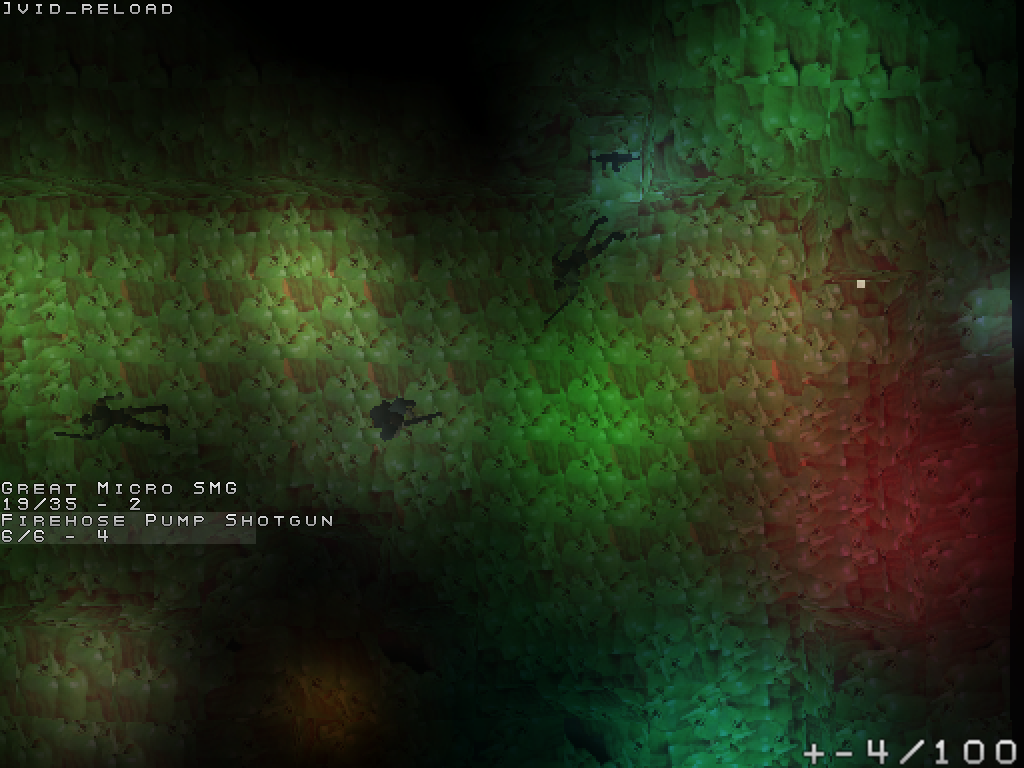 ]VID_RELOAD
GREAT MICRO SMG
19/35 - 2
FIREHOSE PUMP SHOTGUN
6/6 - 4
+-4/100